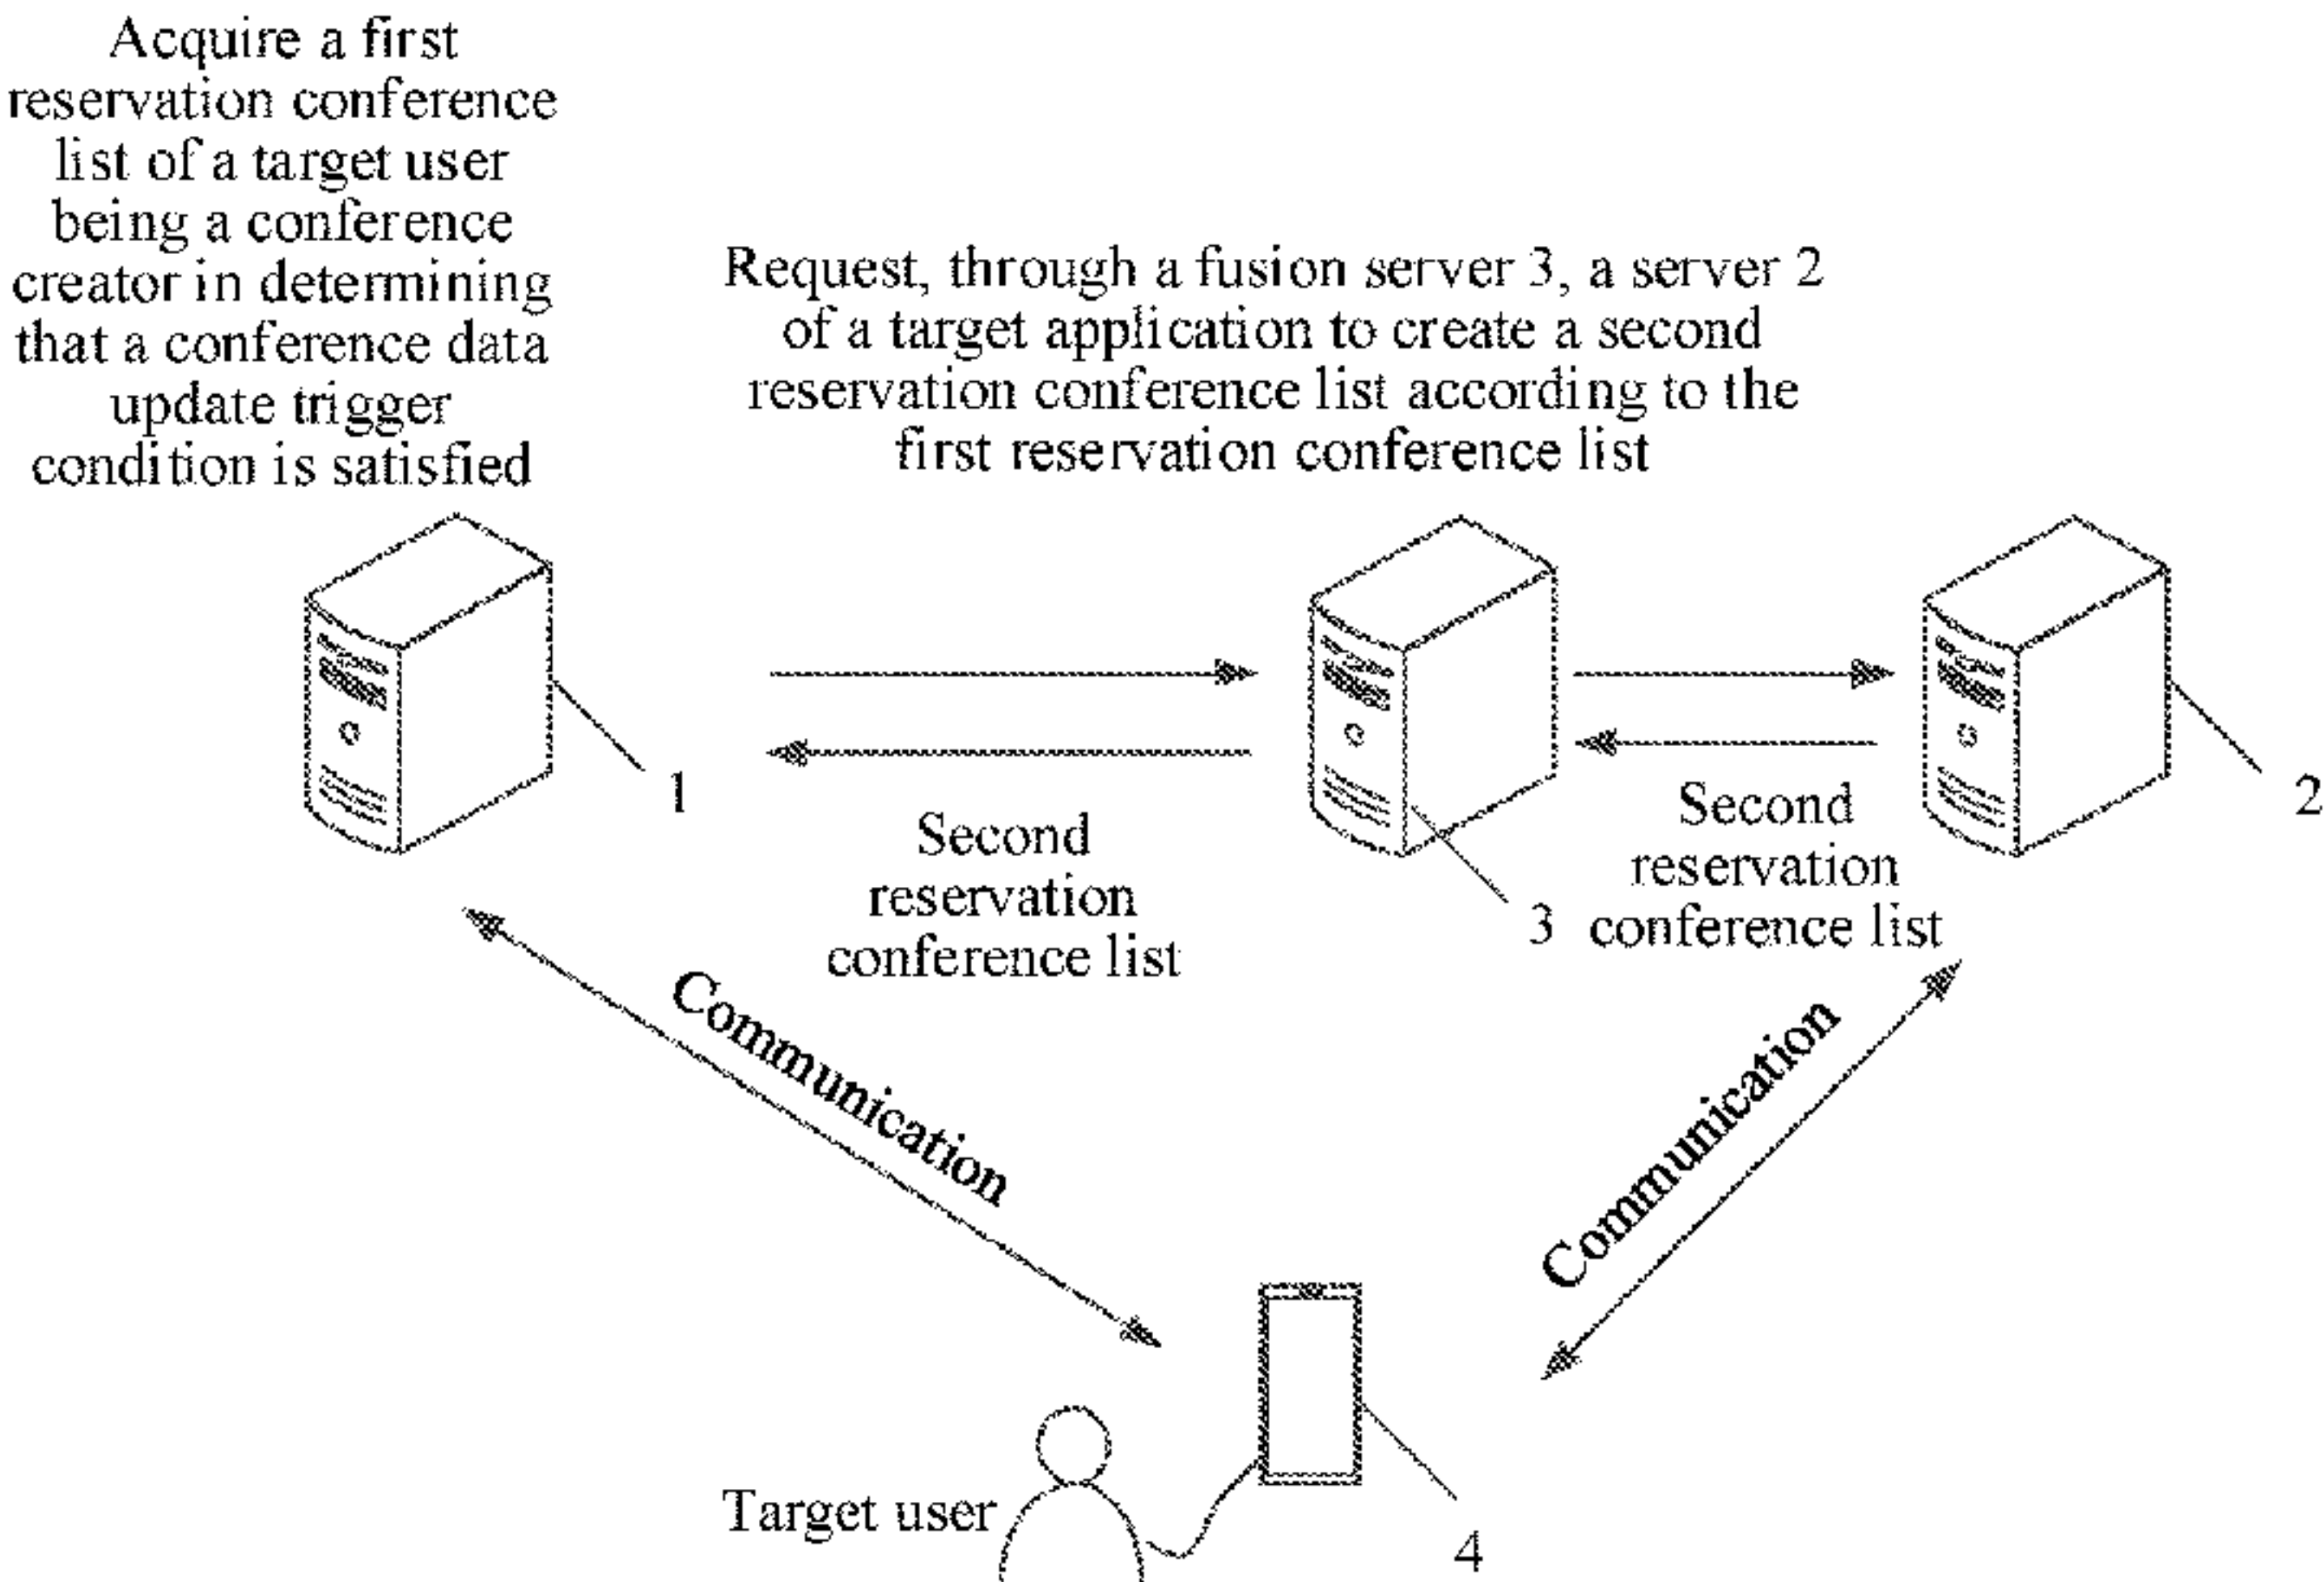 Acquire a first
reservation conference
list of a target user
being a conference
creator in determining
that a conference data
update trigger
condition is satisfied
Request, through a fusion server 3, a server 2
of a target application to create a second
reservation conference list according to the
first reservation conference list
1
2
3
Second
reservation
conference list
Second
reservation
conference list
Communication
Communication
Target user
4